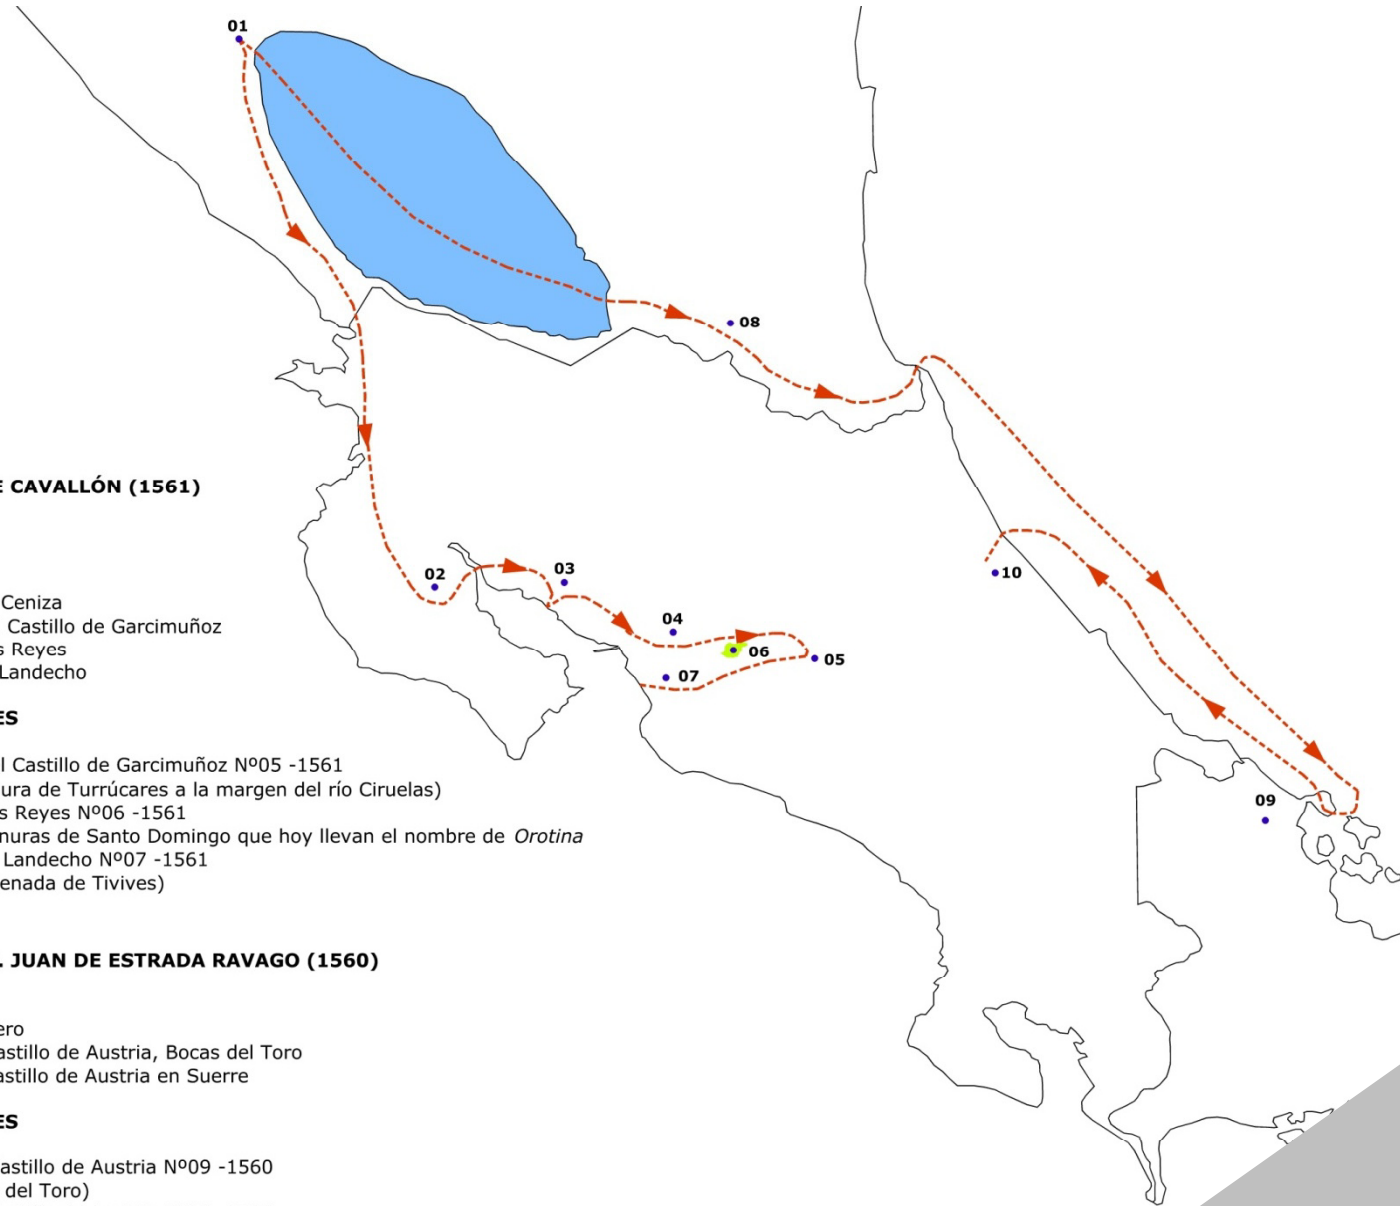 01
08
E CAVALLÓN (1561)
10
02
03
Ceniza
Castillo de Garcimuñoz
04
s Reyes
06
05
Landecho
07
ES
l Castillo de Garcimuñoz Nº05 -1561
ura de Turrúcares a la margen del río Ciruelas)
09
s Reyes Nº06 -1561
nuras de Santo Domingo que hoy llevan el nombre de Orotina
Landecho Nº07 -1561
enada de Tivives)
. JUAN DE ESTRADA RAVAGO (1560)
ero
astillo de Austria, Bocas del Toro
astillo de Austria en Suerre
ES
astillo de Austria Nº09 -1560
del Toro)